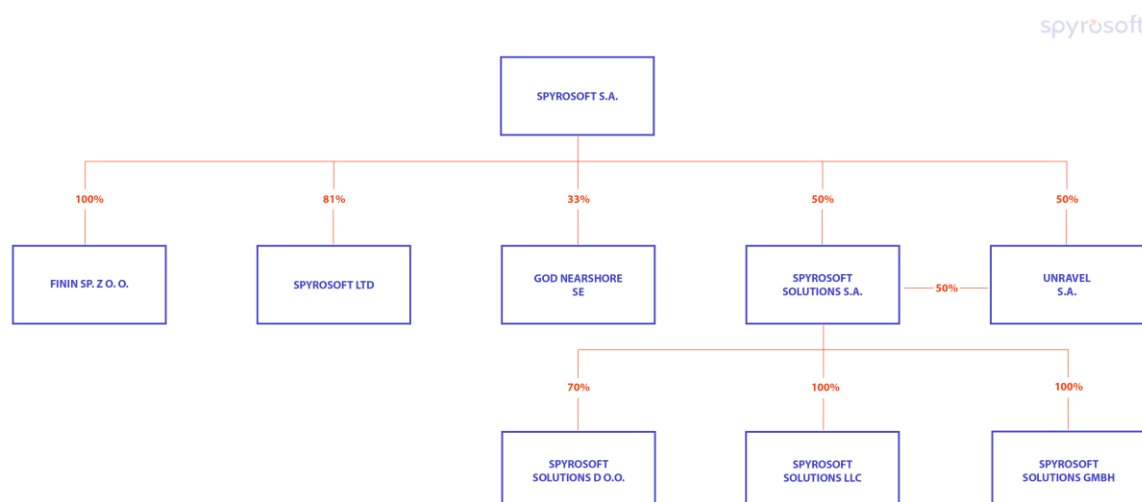 spyrosoft
SPYROSOFT S.A.
100%
81%
33%
50%
50%
FININ SP. Z O. O.
SPYROSOFT LTD
GOD NEARSHORE
SE
SPYROSOFT
SOLUTIONS S.A.
50%
UNRAVEL
S.A.
70%
100%
100%
SPYROSOFT
SOLUTIONS D O.O.
SPYROSOFT
SOLUTIONS LLC
SPYROSOFT
SOLUTIONS GMBH